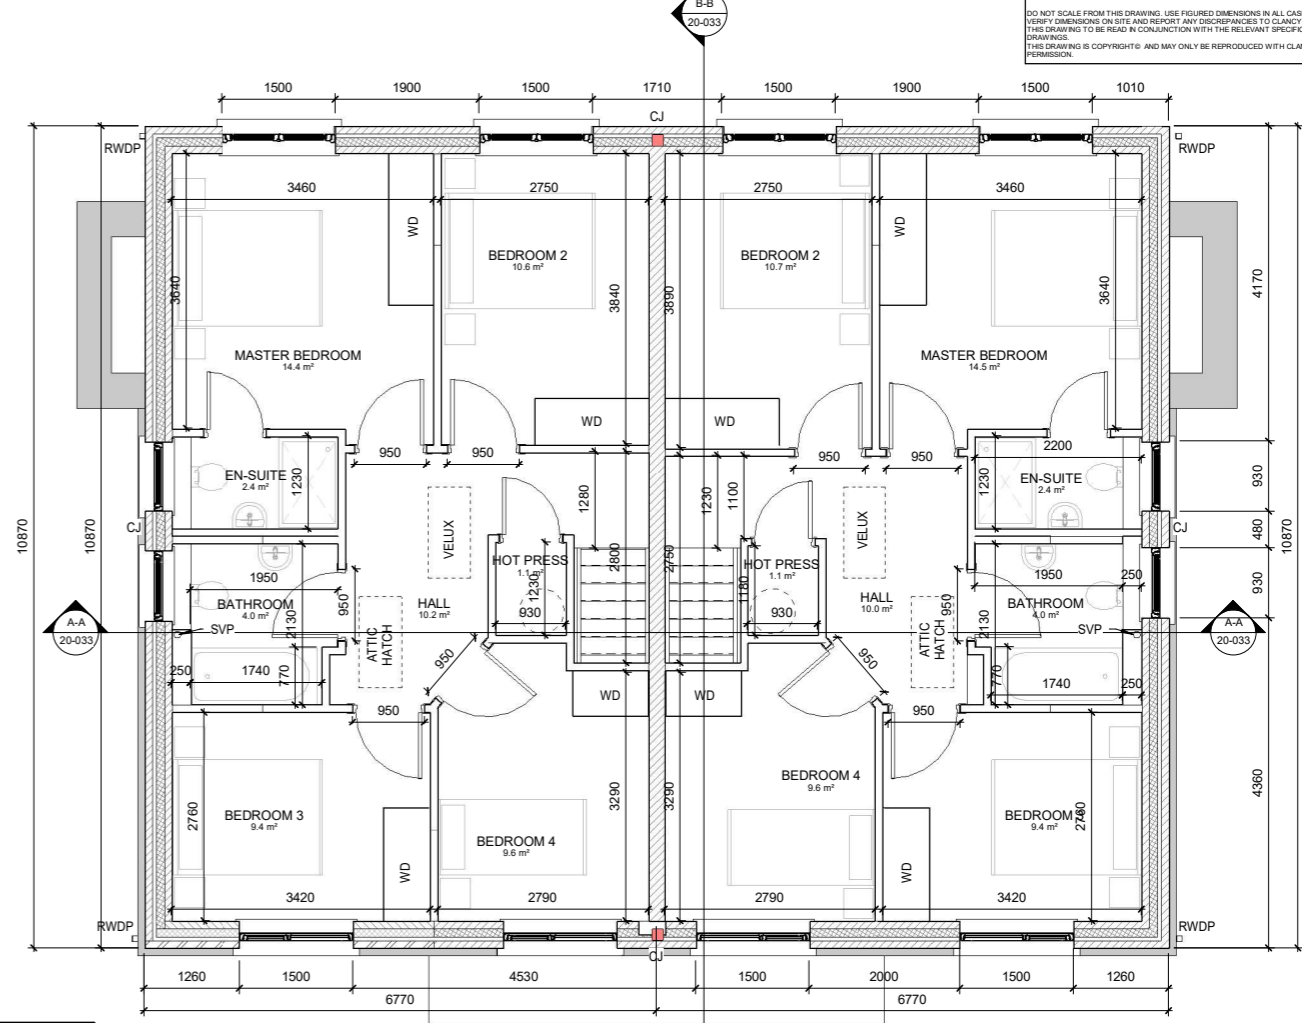 B-B
20-033
DO NOT SCALE FROM THIS DRAWING. USE FIGURED DIMENSIONS IN ALL CAS
VERIFY DIMENSIONS ON SITE AND REPORT ANY DISCREPANCIES TO CLANCY
THIS DRAWING TO BE READ IN CONJUNCTION WITH THE RELEVANT SPECIFIC
DRAWINGS.
THIS DRAWING IS COPYRIGHT© AND MAY ONLY BE REPRODUCED WITH CLAN
PERMISSION.
1500 1900 1500 1710 1500 1900 1500 1010
CJ
RWDP RWDP
3460 2750 2750 3460
WD WD
BEDROOM 2 BEDROOM 2
10.6 m² 10.7 m²
3640 3840 3890 3640 4170
MASTER BEDROOM MASTER BEDROOM
14.4 m² 14.5 m²
WD WD
950 950 950 950 2200
EN-SUITE EN-SUITE
2.4 m² 2.4 m²
1230 1280 1230 1100 1230 930
10870 10870 CJ VELUX VELUX CJ 480 10870
HOT PRESS HOT PRESS
1.1 m² 1.1 m²
2800 2750
1950 1230 1180 1950 250 930
BATHROOM HALL HALL BATHROOM
4.0 m² 10.2 m² 10.0 m² 4.0 m²
950 930 930 950
A-A A-A
20-033 20-033
SVP 2130 ATTIC HATCH ATTIC HATCH 2130 SVP
950 950
250 1740 770 770 1740 250
WD WD
950 950
BEDROOM 4
9.6 m²
2760 3290 3290 2760 4360
BEDROOM 3 BEDROOM
9.4 m² 9.4 m²
BEDROOM 4
9.6 m²
WD WD
3420 2790 2790 3420
RWDP RWDP
CJ
1260 1500 4530 1500 2000 1500 1260
6770 6770